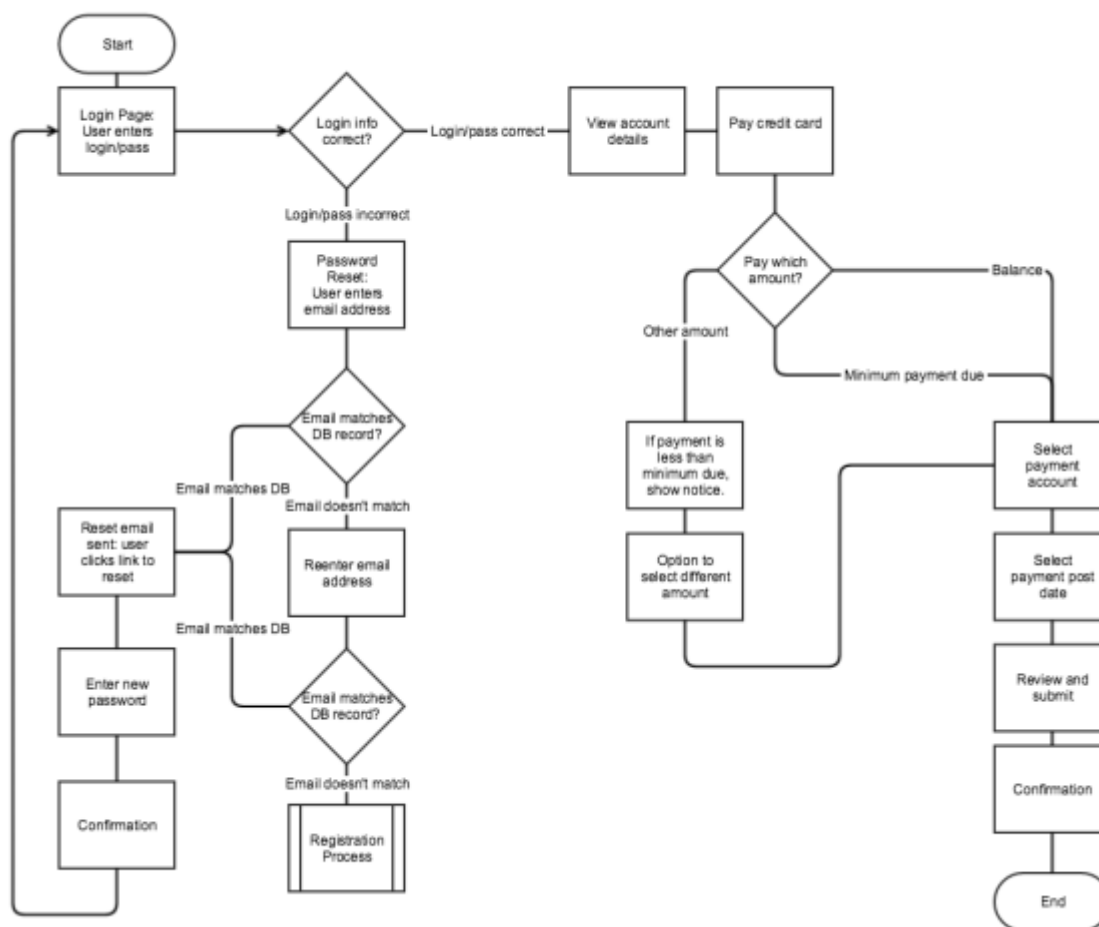 Start
Login Page:
User enters
login/pass
Login info
correct?
Login/pass correct
View account
details
Pay credit card
Login/pass incorrect
Password
Reset:
User enters
email address
Pay which
amount?
Balance
Other amount
Minimum payment due
Email matches
DB record?
If payment is
less than
minimum due,
show notice.
Select
payment
account
Email matches DB
Email doesn't match
Reset email
sent: user
clicks link to
reset
Reenter email
address
Option to
select different
amount
Select
payment post
date
Email matches DB
Enter new
password
Email matches
DB record?
Review and
submit
Email doesn't match
Confirmation
Registration
Process
Confirmation
End